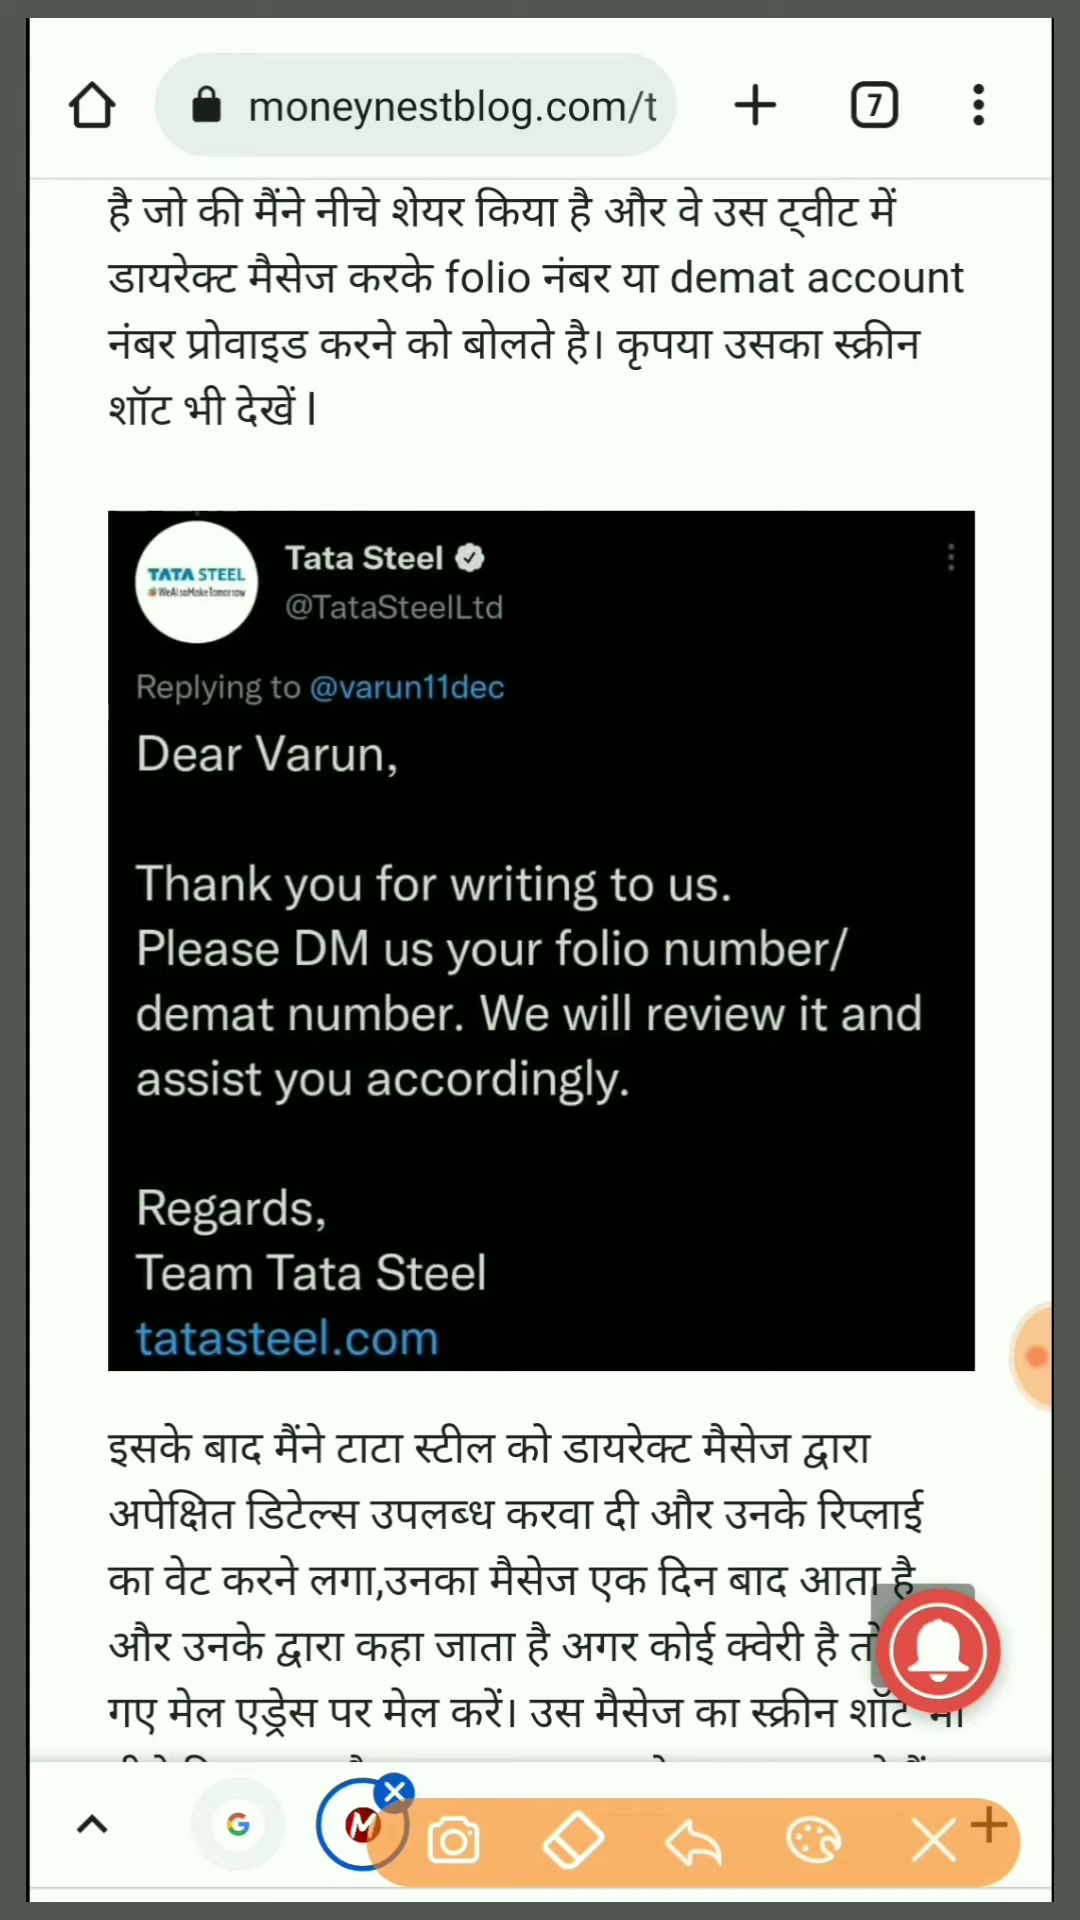 moneynestblog.com/t
7
है जो की मैंने नीचे शेयर किया है और वे उस ट्वीट में
डायरेक्ट मैसेज करके folio नंबर या demat account
नंबर प्रोवाइड करने को बोलते है। कृपया उसका स्क्रीन
शॉट भी देखें l
TATA STEEL
#WeAlsoMakeTomorrow
Tata Steel
@TataSteelLtd
Replying to @varun11dec
Dear Varun,
Thank you for writing to us.
Please DM us your folio number/
demat number. We will review it and
assist you accordingly.
Regards,
Team Tata Steel
tatasteel.com
इसके बाद मैंने टाटा स्टील को डायरेक्ट मैसेज द्वारा
अपेक्षित डिटेल्स उपलब्ध करवा दी और उनके रिप्लाई
का वेट करने लगा,उनका मैसेज एक दिन बाद आता है
और उनके द्वारा कहा जाता है अगर कोई क्वेरी है
गए मेल एड्रेस पर मेल करें। उस मैसेज का स्क्रीन शॉट
G
M